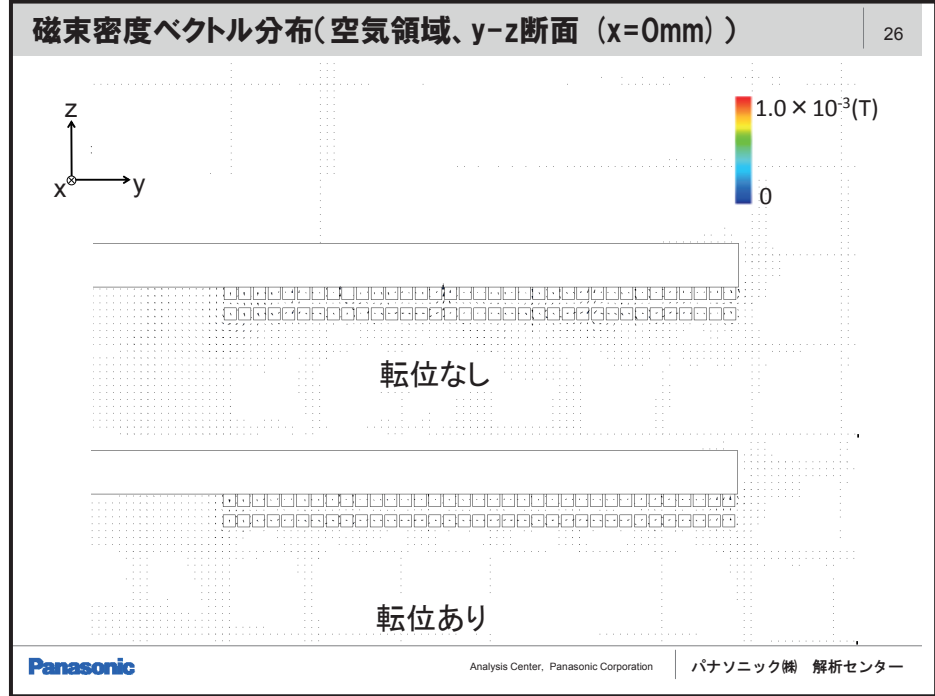 磁束密度ベクトル分布(空気領域、y-z断面 (x=0mm) )
26
z
x
y
1.0×10⁻³(T)
0
転位なし
転位あり
Panasonic
Analysis Center, Panasonic Corporation
パナソニック㈱ 解析センター